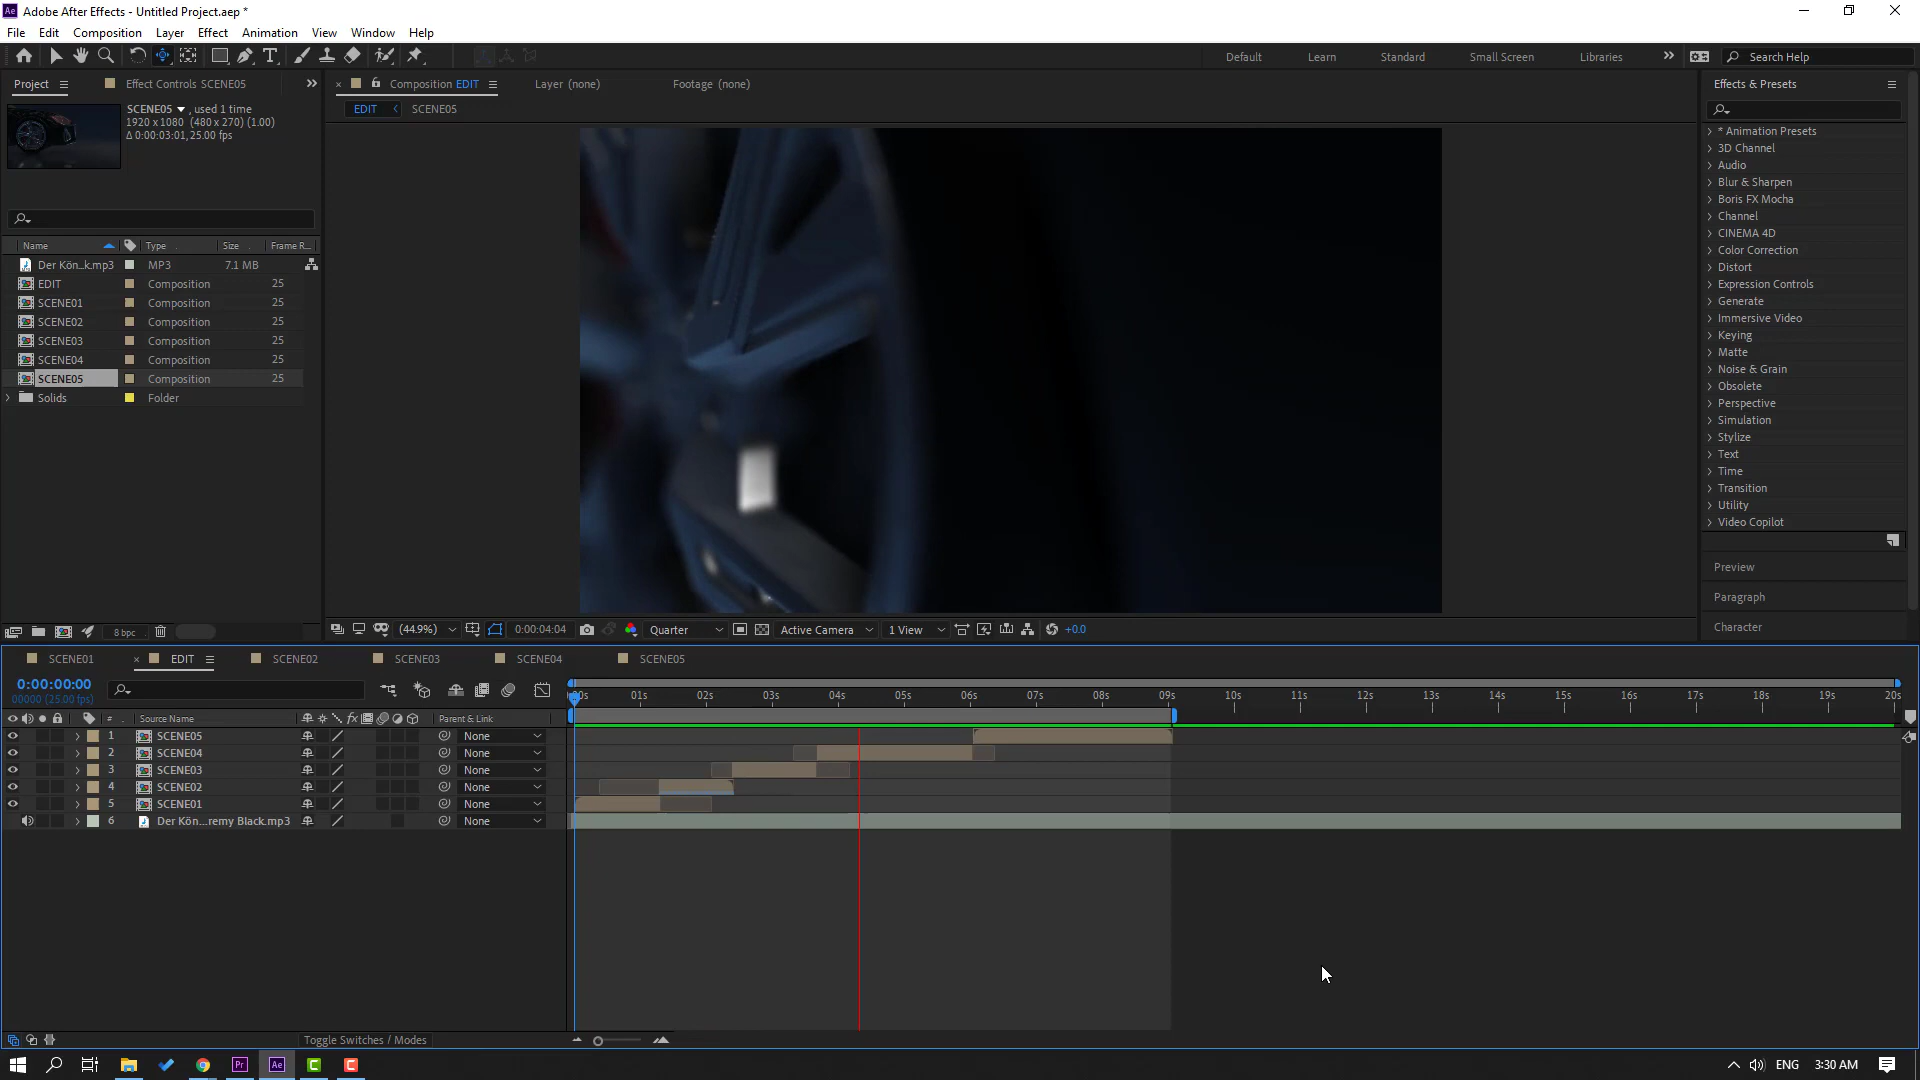 Adobe After Effects - Untitled Project.aep *
File Edit Composition Layer Effect Animation View Window Help
Default Learn Standard Small Screen Libraries Search Help
Project Effect Controls SCENE05
Composition EDIT Layer (none) Footage (none)
Effects & Presets
SCENE05 , used 1 time
1920 x 1080 (480 x 270) (1.00)
Δ 0:00:03:01, 25.00 fps
EDIT SCENE05
Name Type Size Frame R...
Der Kön_k.mp3 MP3 7.1 MB
EDIT Composition 25
SCENE01 Composition 25
SCENE02 Composition 25
SCENE03 Composition 25
SCENE04 Composition 25
SCENE05 Composition 25
Solids Folder
* Animation Presets
3D Channel
Audio
Blur & Sharpen
Boris FX Mocha
Channel
CINEMA 4D
Color Correction
Distort
Expression Controls
Generate
Immersive Video
Keying
Matte
Noise & Grain
Obsolete
Perspective
Simulation
Stylize
Text
Time
Transition
Utility
Video Copilot
Preview
Paragraph
Character
8 bpc
(44.9%) 0:00:04:04 Quarter Active Camera 1 View +0.0
SCENE01 EDIT SCENE02 SCENE03 SCENE04 SCENE05
0:00:00:00
00000 (25.00 fps)
01s 02s 03s 04s 05s 06s 07s 08s 09s 10s 11s 12s 13s 14s 15s 16s 17s 18s 19s 20s
# Source Name fx Parent & Link
1 SCENE05 None
2 SCENE04 None
3 SCENE03 None
4 SCENE02 None
5 SCENE01 None
6 Der Kön...remy Black.mp3 None
Toggle Switches / Modes
Pr Ae C C ENG 3:30 AM